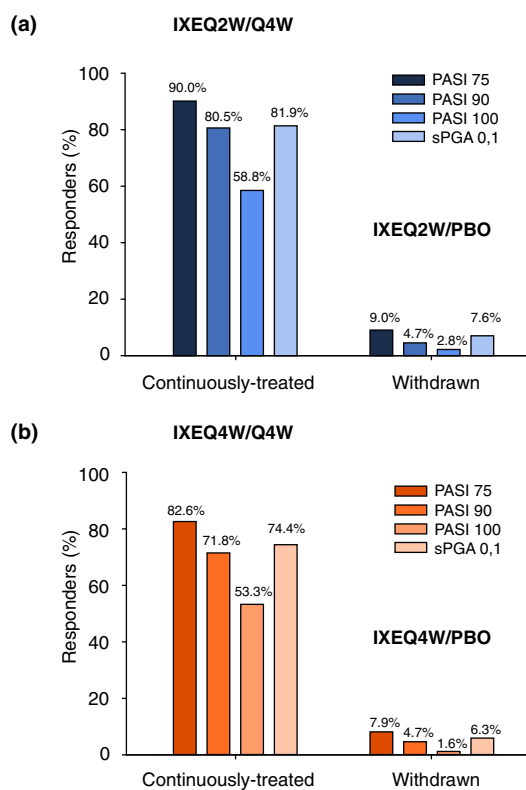 (a)
IXEQ2W/Q4W
100
80
60
40
20
0
Responders (%)
90.0%
80.5%
58.8%
81.9%
PASI 75
PASI 90
PASI 100
sPGA 0,1
IXEQ2W/PBO
9.0%
4.7%
2.8%
7.6%
Continuously-treated
Withdrawn
(b)
IXEQ4W/Q4W
100
80
60
40
20
0
Responders (%)
82.6%
71.8%
53.3%
74.4%
PASI 75
PASI 90
PASI 100
sPGA 0,1
IXEQ4W/PBO
7.9%
4.7%
1.6%
6.3%
Continuously-treated
Withdrawn